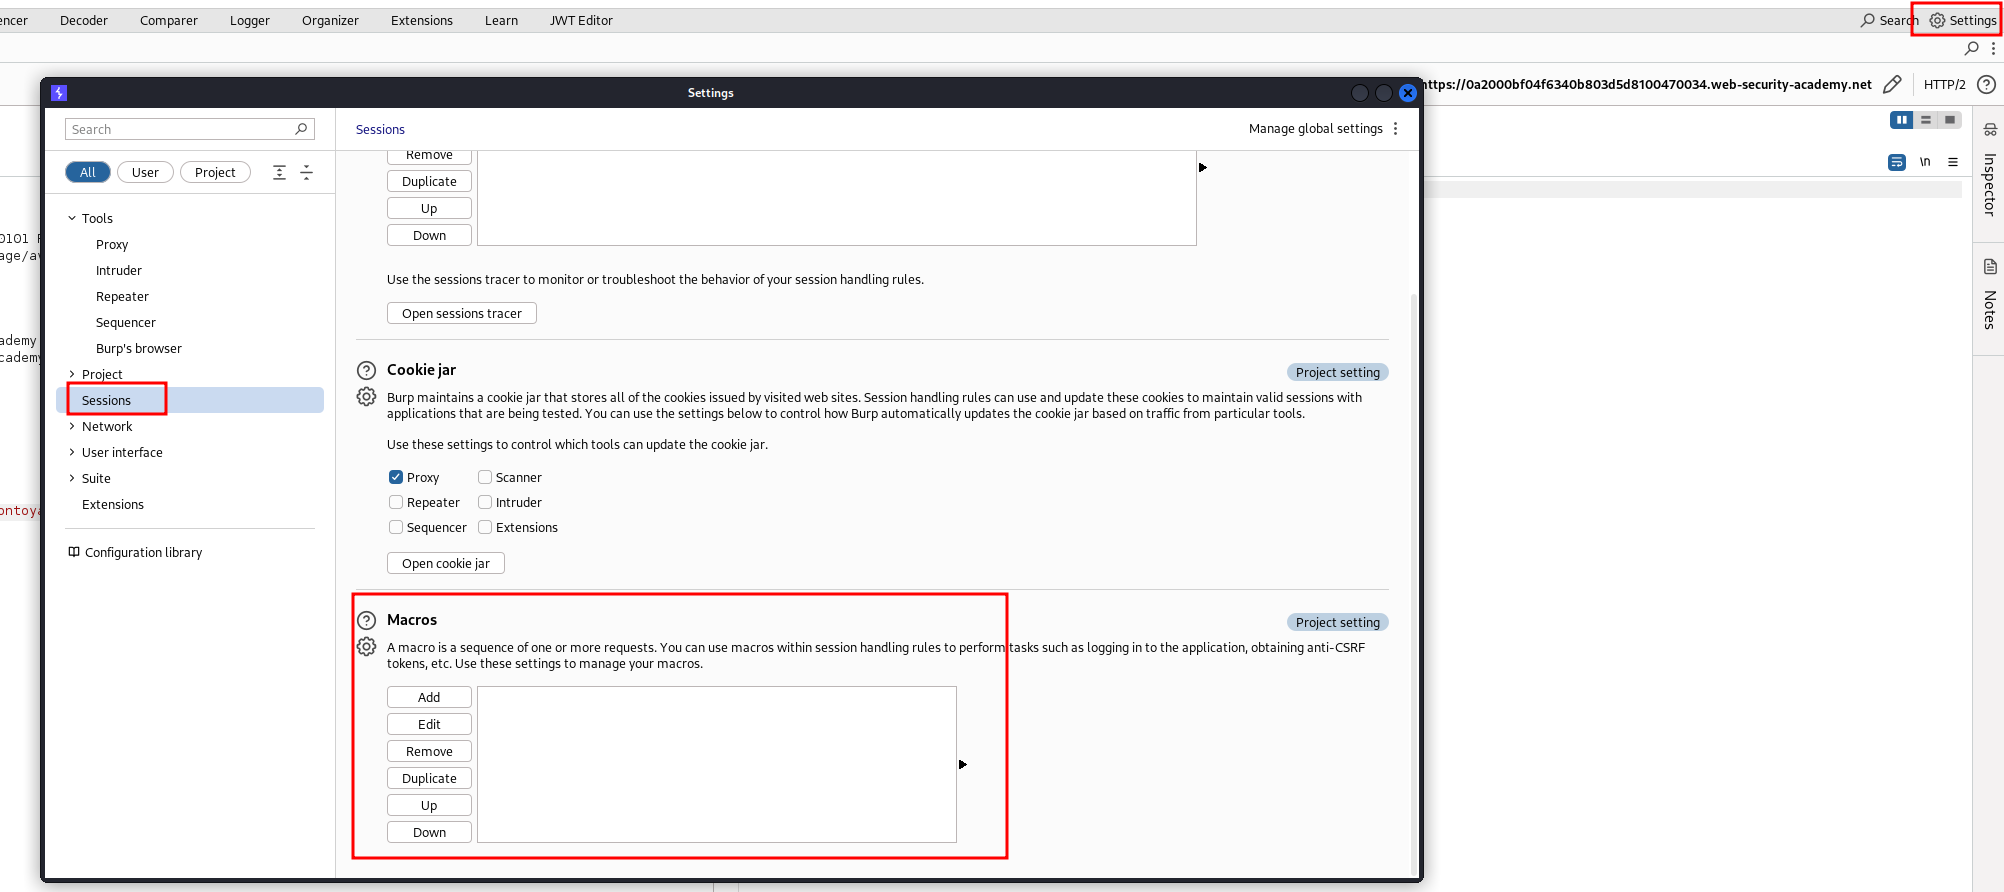 Decoder Comparer Logger Organizer Extensions Learn JWT Editor Search Settings
https://0a2000bf04f6340b803d5d8100470034.web-security-academy.net HTTP/2
Settings
Search
All User Project
Tools
Proxy
Intruder
Repeater
Sequencer
Burp's browser
Project
Sessions
Network
User interface
Suite
Extensions
Configuration library
Sessions
Manage global settings
Remove
Duplicate
Up
Down
Use the sessions tracer to monitor or troubleshoot the behavior of your session handling rules.
Open sessions tracer
Cookie jar
Project setting
Burp maintains a cookie jar that stores all of the cookies issued by visited web sites. Session handling rules can use and update these cookies to maintain valid sessions with
applications that are being tested. You can use the settings below to control how Burp automatically updates the cookie jar based on traffic from particular tools.
Use these settings to control which tools can update the cookie jar.
Proxy Scanner
Repeater Intruder
Sequencer Extensions
Open cookie jar
Macros
Project setting
A macro is a sequence of one or more requests. You can use macros within session handling rules to perform tasks such as logging in to the application, obtaining anti-CSRF
tokens, etc. Use these settings to manage your macros.
Add
Edit
Remove
Duplicate
Up
Down
\n
Inspector
Notes